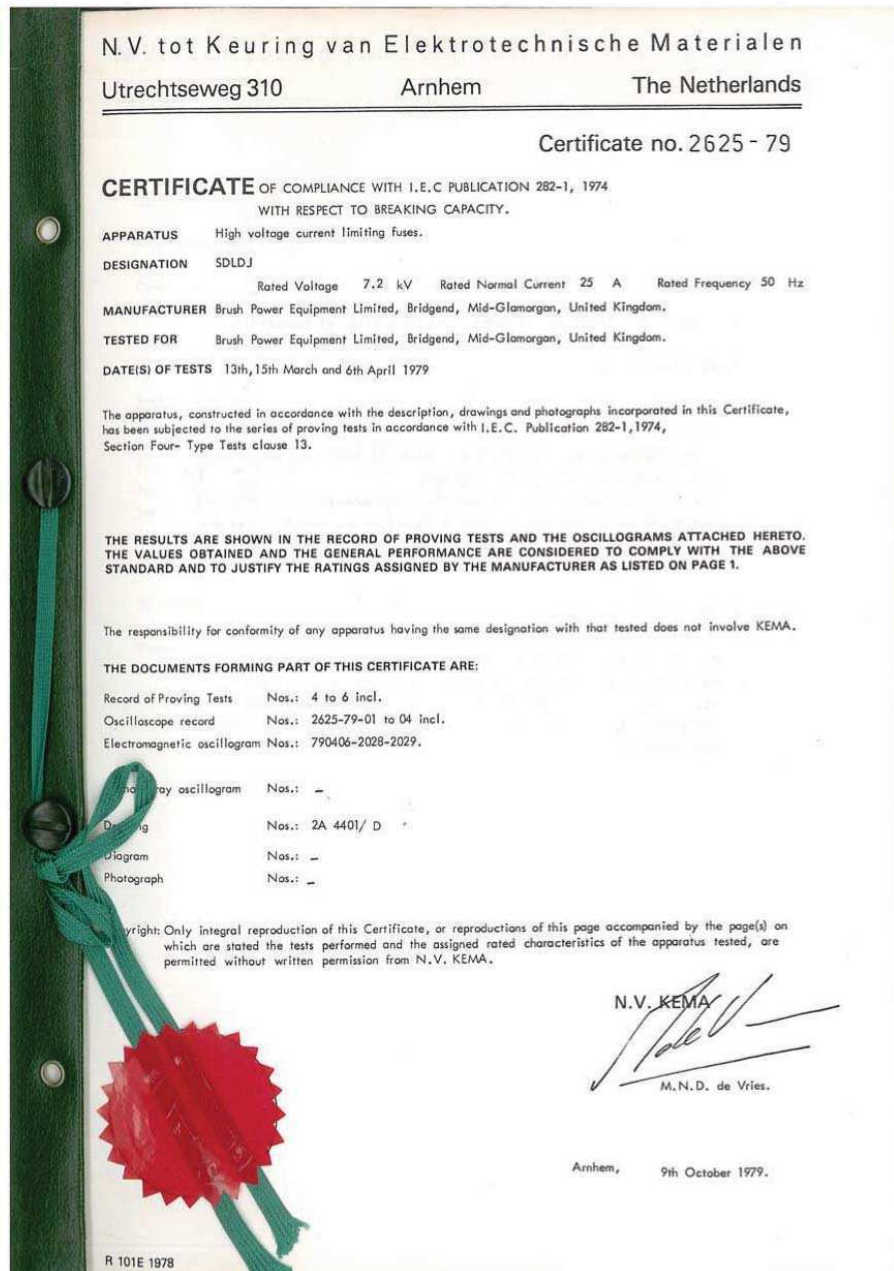 N.V. tot Keuring van Elektrotechnische Materialen
Utrechtseweg 310 Arnhem The Netherlands
Certificate no. 2625 - 79
CERTIFICATE OF COMPLIANCE WITH I.E.C PUBLICATION 282-1, 1974
WITH RESPECT TO BREAKING CAPACITY.
APPARATUS High voltage current limiting fuses.
DESIGNATION SDLDJ
Rated Voltage 7.2 kV Rated Normal Current 25 A Rated Frequency 50 Hz
MANUFACTURER Brush Power Equipment Limited, Bridgend, Mid-Glamorgan, United Kingdom.
TESTED FOR Brush Power Equipment Limited, Bridgend, Mid-Glamorgan, United Kingdom.
DATE(S) OF TESTS 13th, 15th March and 6th April 1979
The apparatus, constructed in accordance with the description, drawings and photographs incorporated in this Certificate,
has been subjected to the series of proving tests in accordance with I.E.C. Publication 282-1, 1974,
Section Four- Type Tests clause 13.
THE RESULTS ARE SHOWN IN THE RECORD OF PROVING TESTS AND THE OSCILLOGRAMS ATTACHED HERETO.
THE VALUES OBTAINED AND THE GENERAL PERFORMANCE ARE CONSIDERED TO COMPLY WITH THE ABOVE
STANDARD AND TO JUSTIFY THE RATINGS ASSIGNED BY THE MANUFACTURER AS LISTED ON PAGE 1.
The responsibility for conformity of any apparatus having the same designation with that tested does not involve KEMA.
THE DOCUMENTS FORMING PART OF THIS CERTIFICATE ARE:
Record of Proving Tests Nos.: 4 to 6 incl.
Oscilloscope record Nos.: 2625-79-01 to 04 incl.
Electromagnetic oscillogram Nos.: 790406-2028-2029.
ray oscillogram Nos.: -
Nos.: 2A 4401/ D
Diagram Nos.: -
Photograph Nos.: -
yright: Only integral reproduction of this Certificate, or reproductions of this page accompanied by the page(s) on
which are stated the tests performed and the assigned rated characteristics of the apparatus tested, are
permitted without written permission from N.V. KEMA.
N.V. KEMA
M.N.D. de Vries.
Arnhem, 9th October 1979.
R 101E 1978